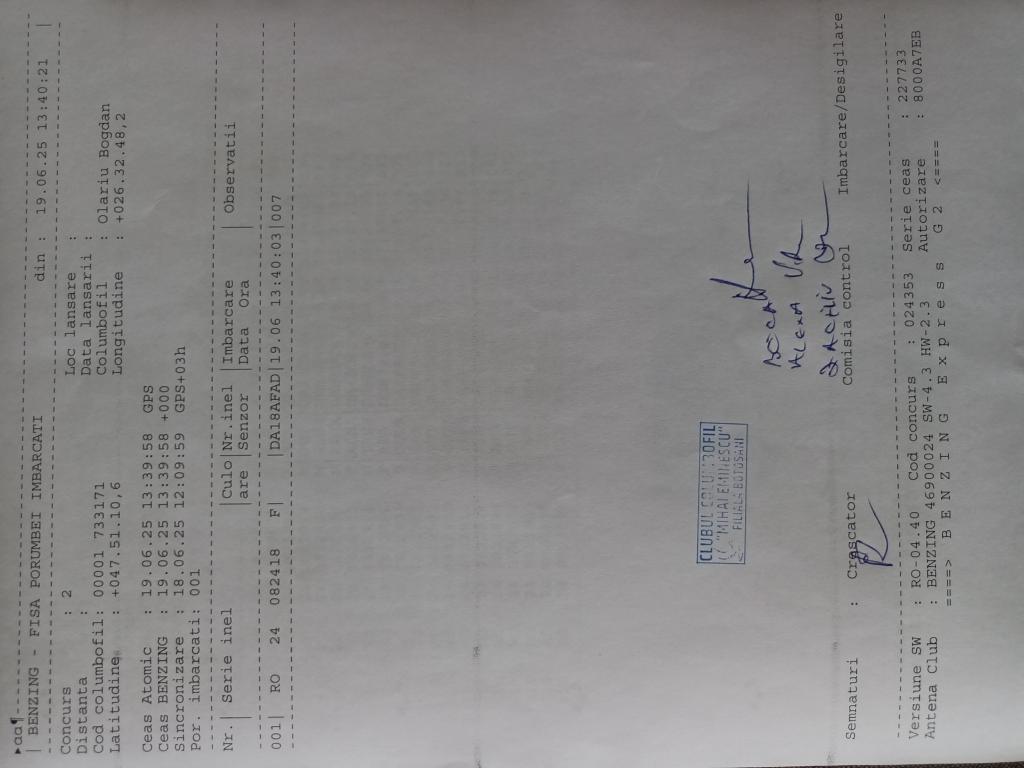 ▸aa¶
| BENZING - FISA PORUMBEI IMBARCATI din : 19.06.25 13:40:21 |
Concurs : 2 Loc lansare :
Distanta : Data lansarii :
Cod columbofil: 00001 733171 Columbofil : Olariu Bogdan
Latitudine : +047.51.10,6 Longitudine : +026.32.48,2
Ceas Atomic : 19.06.25 13:39:58 GPS
Ceas BENZING : 19.06.25 13:39:58 +000
Sincronizare : 18.06.25 12:09:59 GPS+03h
Por. imbarcati: 001
Nr | Serie inel |Culo|Nr.inel |Imbarcare | Observatii
| |are |Senzor |Data Ora |
001| RO 24 082418 F| |DA18AFAD|19.06 13:40:03|007
CLUBUL COLUMBOFIL
"MIHAI EMINESCU"
FILIALA BOTOSANI
ALEXA
Semnaturi : Crescator Comisia control Imbarcare/Desigilare
Versiune SW : RO-04.40 Cod concurs : 024353 Serie ceas : 227733
Antena Club : BENZING 46900024 SW-4.3 HW-2.3 Autorizare : 8000A7EB
====> B E N Z I N G E x p r e s s G 2 <====